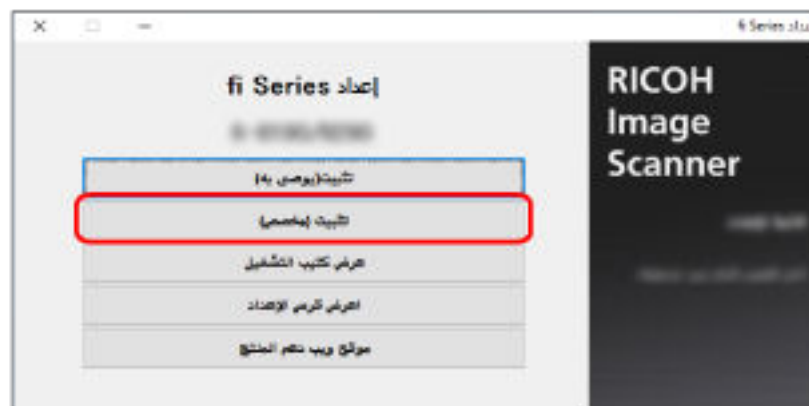 إعداد fi Series
RICOH
Image
Scanner
إعداد fi Series
تثبيت(يوصى به)
تثبيت (مخصص)
عرض كتيب التشغيل
اعرض كرمي الإعداد
موقع ويب دعم المنتج